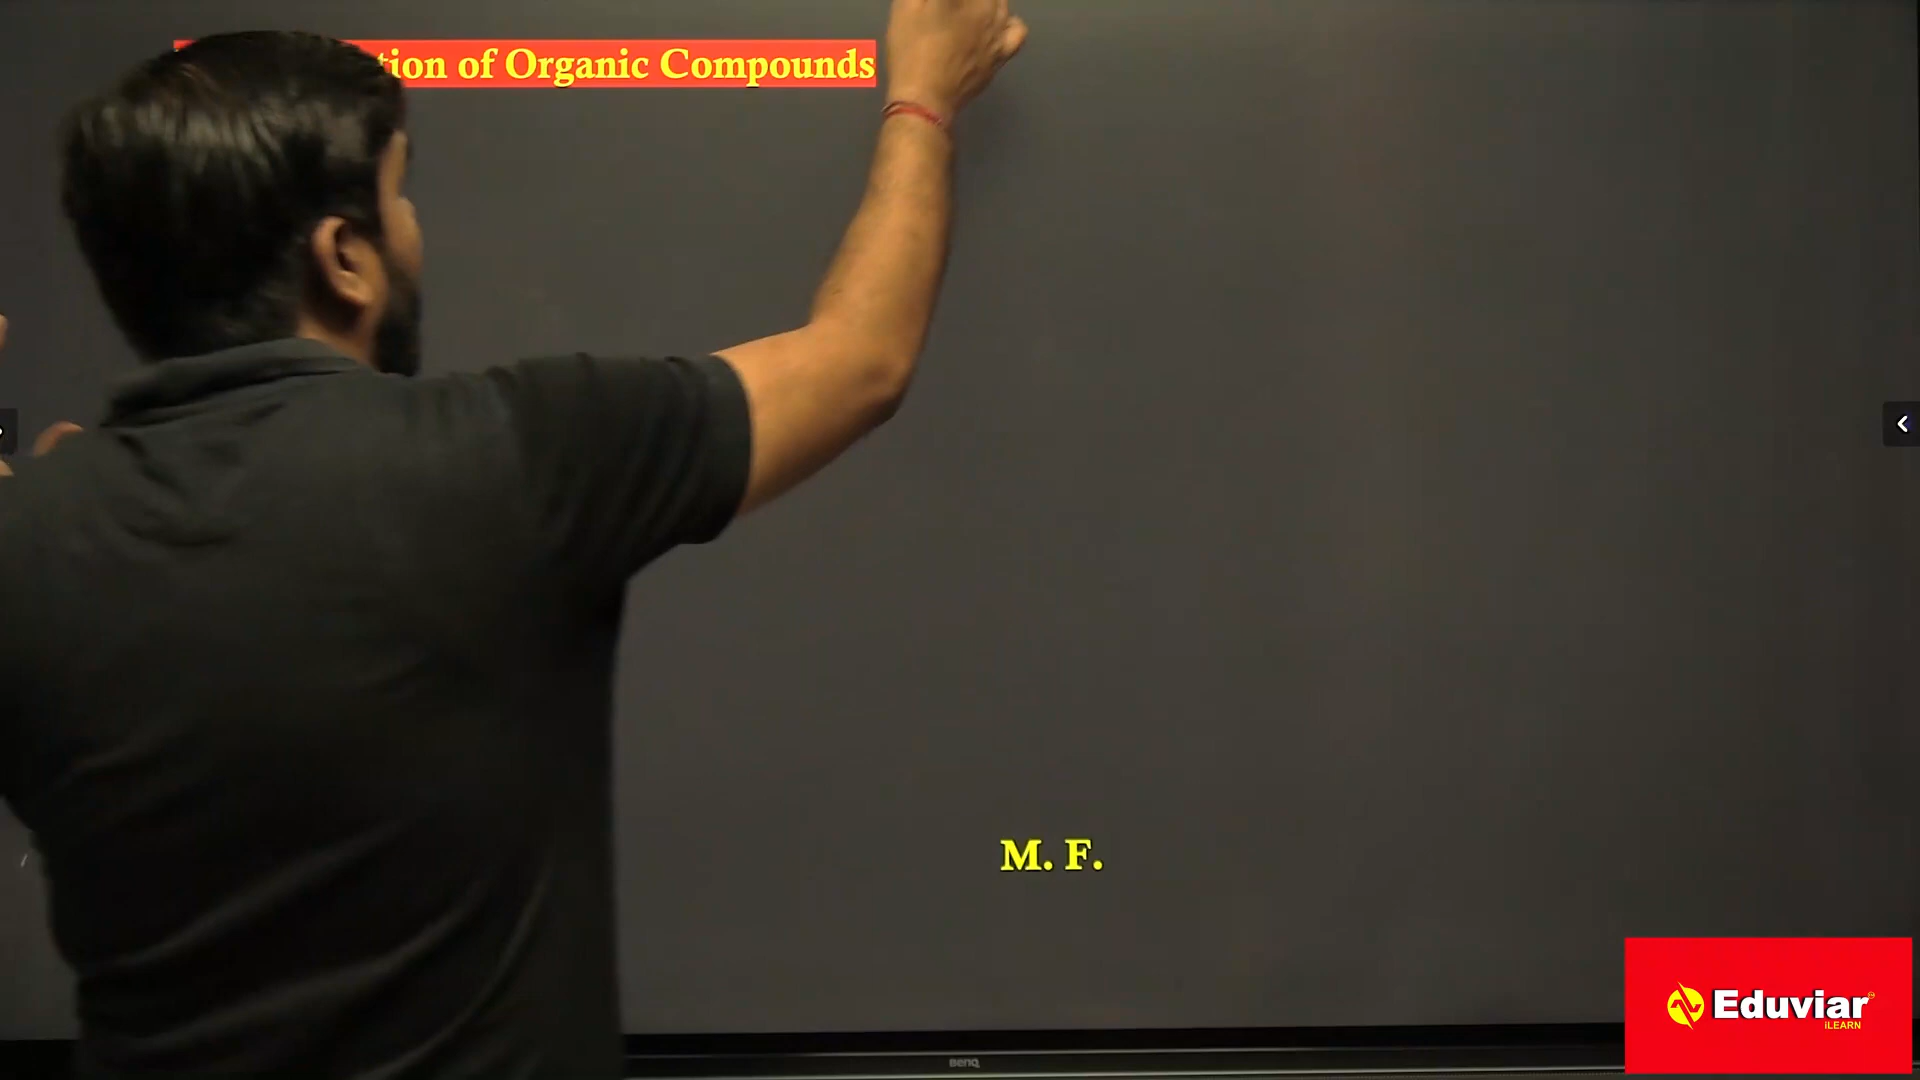 tion of Organic Compounds
M. F.
BenQ
Eduviar
iLEARN